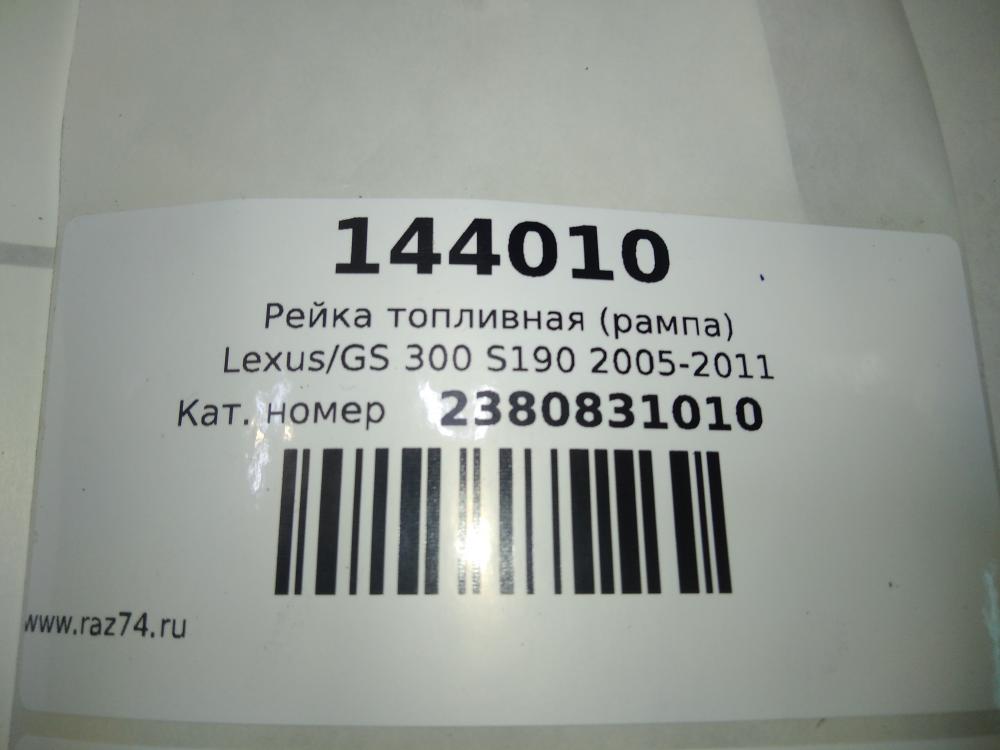 144010
Рейка топливная (рампа)
Lexus/GS 300 S190 2005-2011
Кат. номер 2380831010
www.raz74.ru